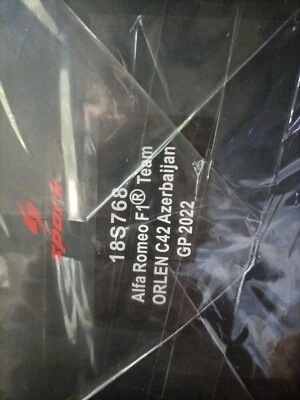 18S768
Alfa Romeo F1® Team
ORLEN C42 Azerbaijan
GP 2022